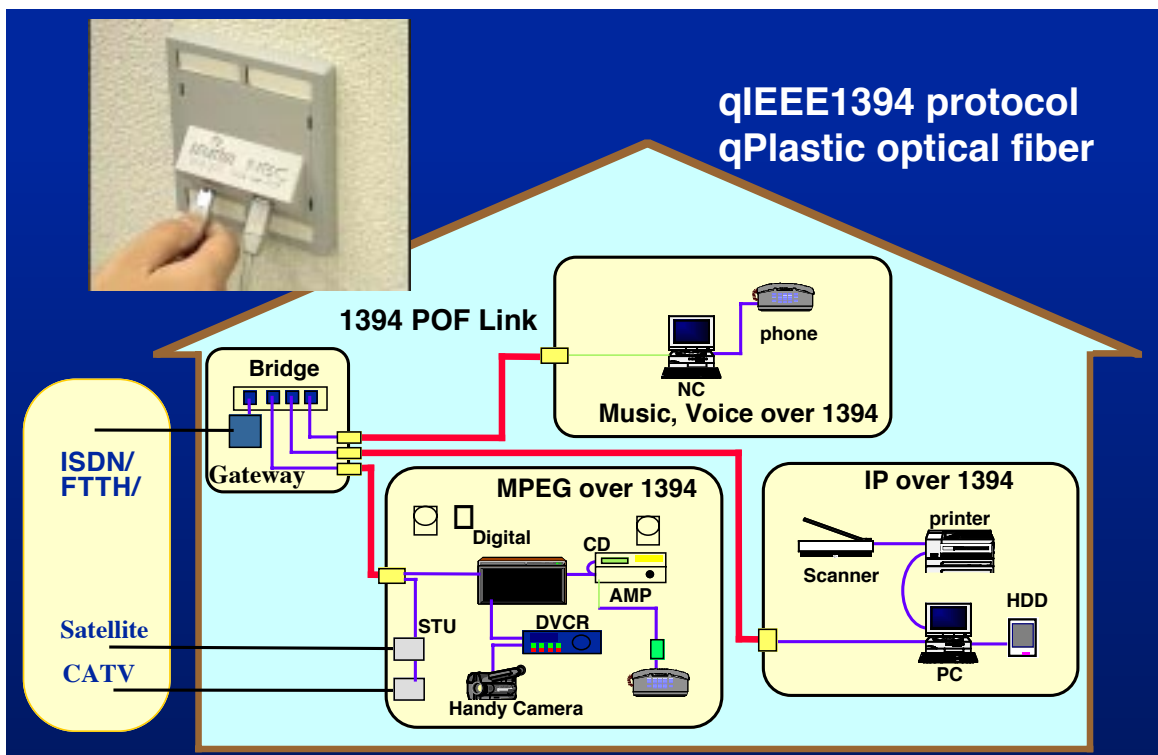 qIEEE1394 protocol
qPlastic optical fiber
1394 POF Link
phone
NC
Music, Voice over 1394
Bridge
Gateway
ISDN/
FTTH/
Satellite
CATV
MPEG over 1394
Digital
CD
AMP
STU
DVCR
Handy Camera
IP over 1394
printer
Scanner
HDD
PC